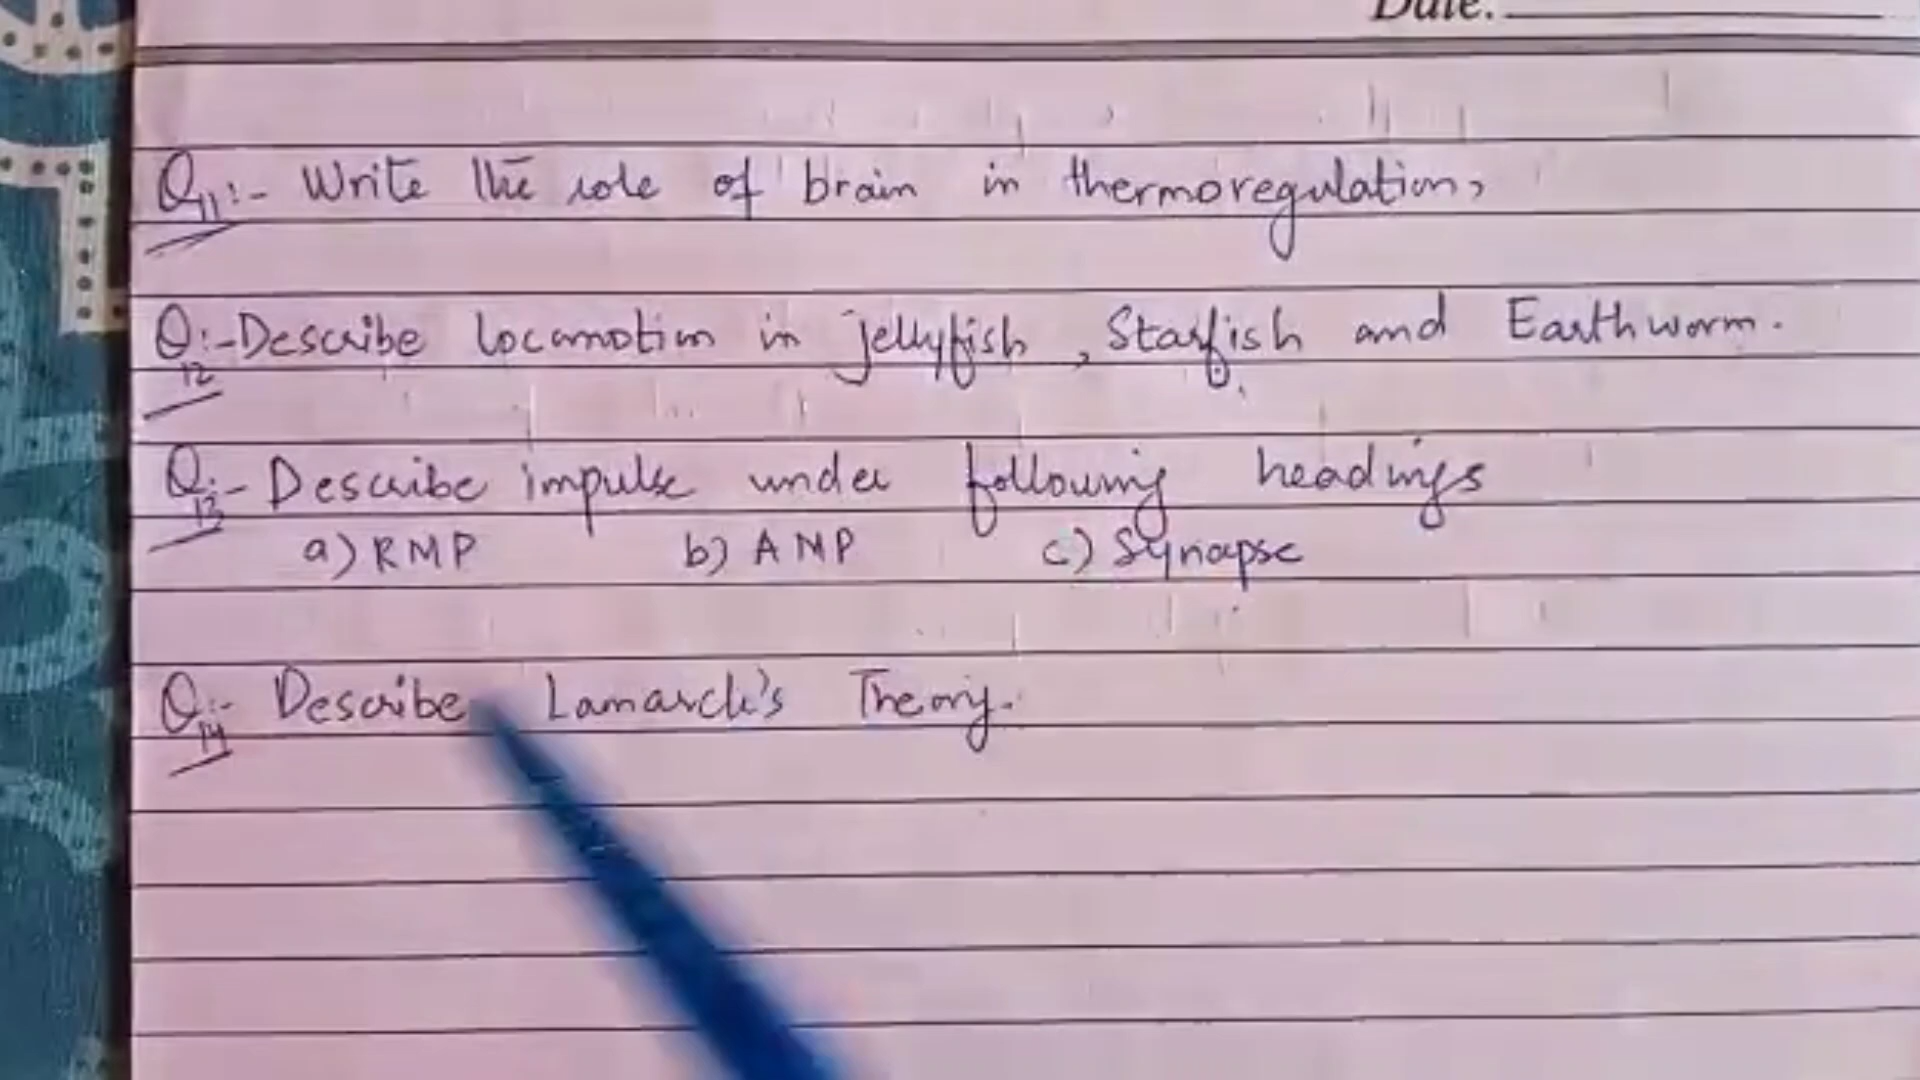 Date.
Q11:- Write the role of brain in thermoregulation,
Q12:- Describe locomotion in jellyfish, Starfish and Earthworm.
Q13:- Describe impulse under following headings
a) RMP b) AMP c) Synapse
Q14:- Describe Lamarck's Theory.